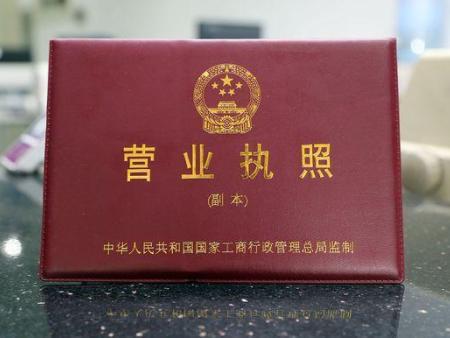 营业执照
(副本)
中华人民共和国国家工商行政管理总局监制